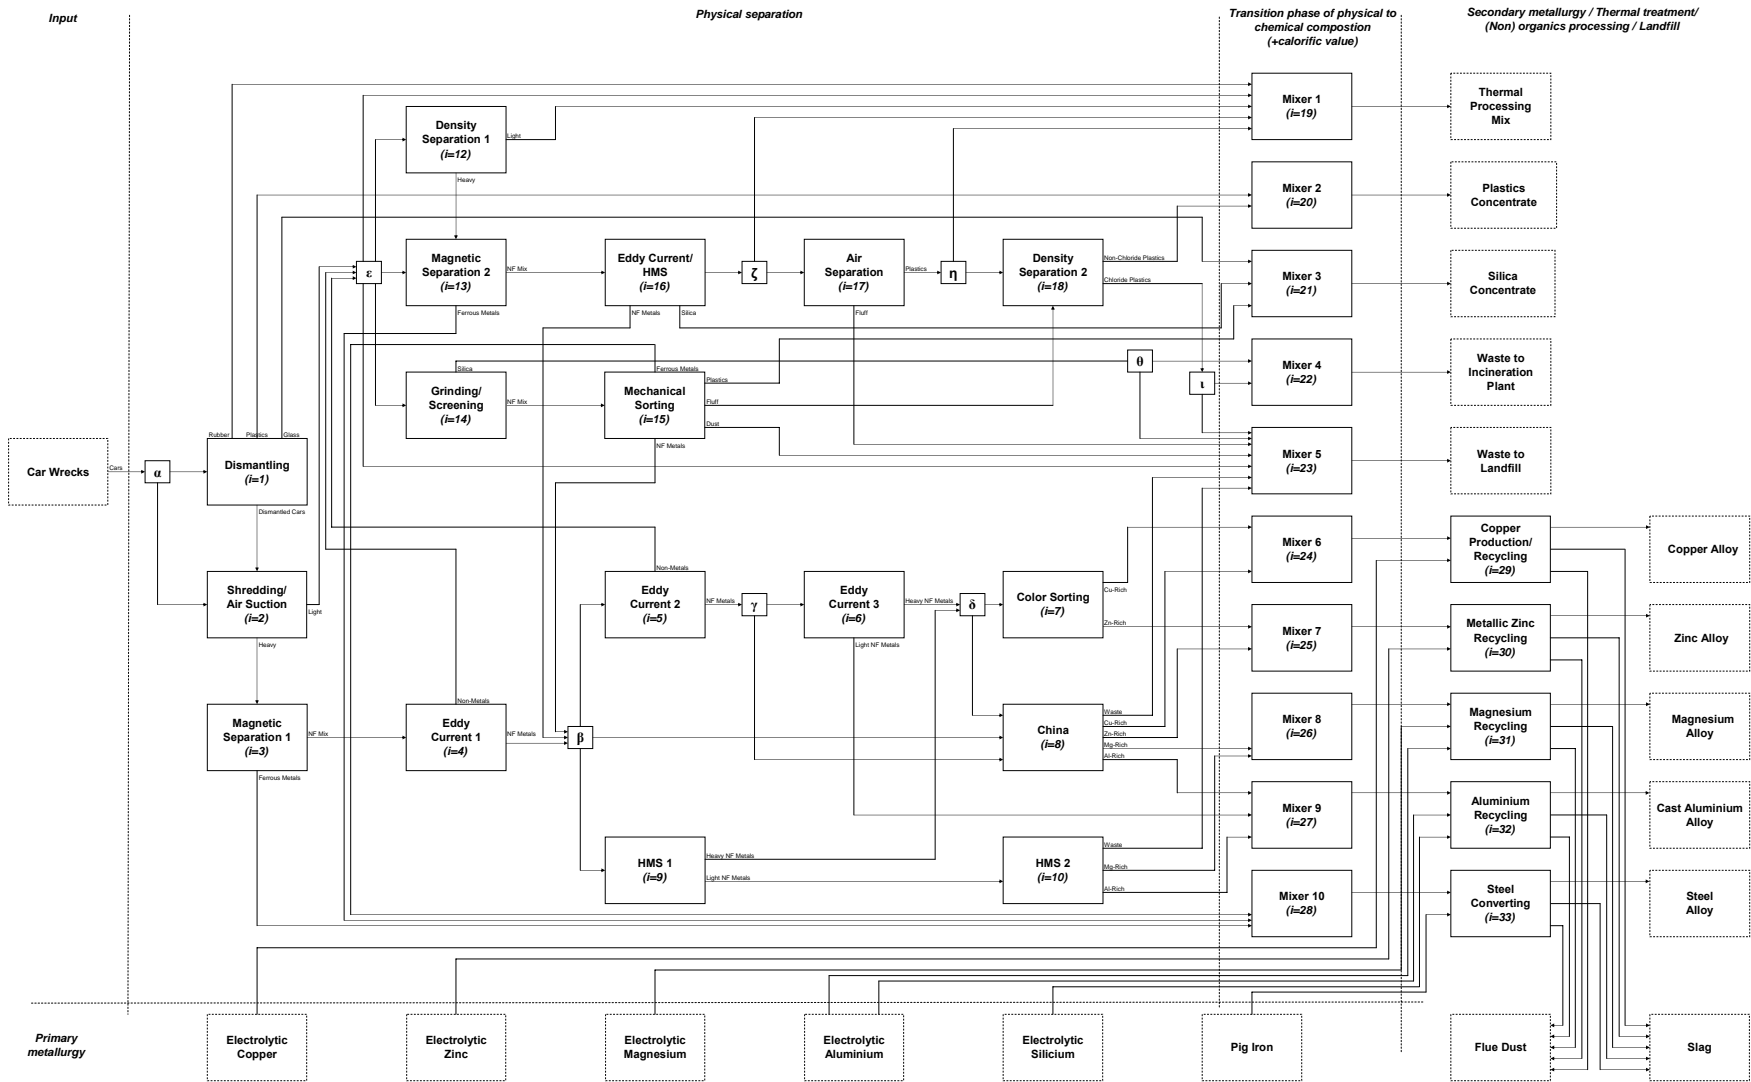 Input
Physical separation
Transition phase of physical to
chemical compostion
(+calorific value)
Secondary metallurgy / Thermal treatment/
(Non) organics processing / Landfill
Density
Separation 1
(i=12)
Light
Heavy
Mixer 1
(i=19)
Thermal
Processing
Mix
Mixer 2
(i=20)
Plastics
Concentrate
ε
Magnetic
Separation 2
(i=13)
NF Mix
Ferrous Metals
Eddy Current/
HMS
(i=16)
NF Metals
Silica
ζ
Air
Separation
(i=17)
Plastics
Fluff
η
Density
Separation 2
(i=18)
Non-Chloride Plastics
Chloride Plastics
Mixer 3
(i=21)
Silica
Concentrate
Silica
Grinding/
Screening
(i=14)
NF Mix
Ferrous Metals
Mechanical
Sorting
(i=15)
Plastics
Fluff
Dust
NF Metals
θ
ι
Mixer 4
(i=22)
Waste to
Incineration
Plant
Car Wrecks
Cars
α
Rubber
Plastics
Glass
Dismantling
(i=1)
Dismantled Cars
Mixer 5
(i=23)
Waste to
Landfill
Mixer 6
(i=24)
Copper
Production/
Recycling
(i=29)
Copper Alloy
Shredding/
Air Suction
(i=2)
Light
Heavy
Non-Metals
Eddy
Current 2
(i=5)
NF Metals
γ
Eddy
Current 3
(i=6)
Heavy NF Metals
Light NF Metals
δ
Color Sorting
(i=7)
Cu-Rich
Zn-Rich
Mixer 7
(i=25)
Metallic Zinc
Recycling
(i=30)
Zinc Alloy
Magnetic
Separation 1
(i=3)
NF Mix
Ferrous Metals
Non-Metals
Eddy
Current 1
(i=4)
NF Metals
β
China
(i=8)
Waste
Cu-Rich
Zn-Rich
Mg-Rich
Al-Rich
Mixer 8
(i=26)
Magnesium
Recycling
(i=31)
Magnesium
Alloy
Mixer 9
(i=27)
Aluminium
Recycling
(i=32)
Cast Aluminium
Alloy
HMS 1
(i=9)
Heavy NF Metals
Light NF Metals
HMS 2
(i=10)
Waste
Mg-Rich
Al-Rich
Mixer 10
(i=28)
Steel
Converting
(i=33)
Steel
Alloy
Primary
metallurgy
Electrolytic
Copper
Electrolytic
Zinc
Electrolytic
Magnesium
Electrolytic
Aluminium
Electrolytic
Silicium
Pig Iron
Flue Dust
Slag